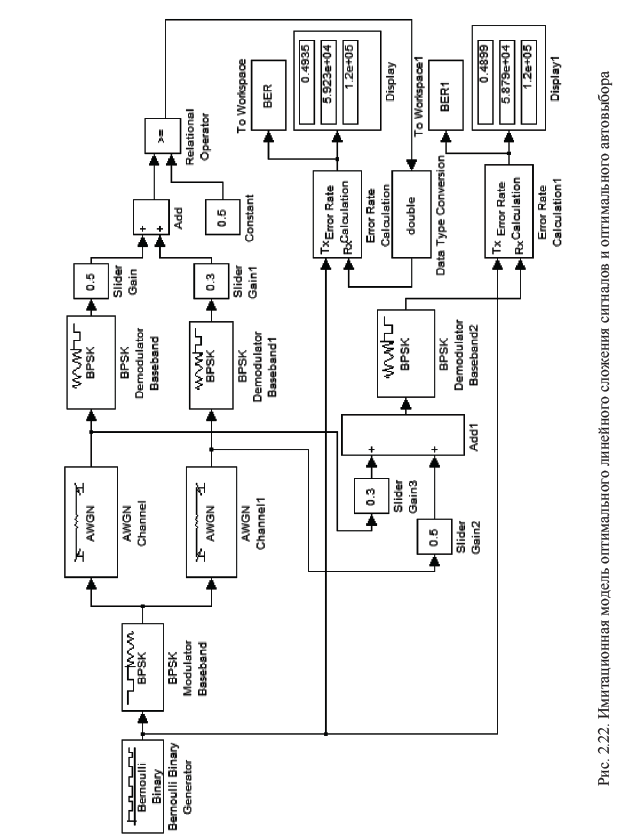 Bernoulli
Binary
Bernoulli Binary
Generator
BPSK
BPSK
Modulator
Baseband
AWGN
AWGN
Channel
AWGN
AWGN
Channel1
BPSK
BPSK
Demodulator
Baseband
BPSK
BPSK
Demodulator
Baseband1
0.5
Slider
Gain
0.3
Slider
Gain1
+
+
Add
0.5
Constant
>=
Relational
Operator
0.3
Slider
Gain3
0.5
Slider
Gain2
+
+
Add1
BPSK
BPSK
Demodulator
Baseband2
double
Data Type Conversion
Tx
Error Rate
Rx
Calculation
Error Rate
Calculation
To Workspace
BER
0.4935
5.923e+04
1.2e+05
Display
Tx
Error Rate
Rx
Calculation
Error Rate
Calculation1
To Workspace1
BER1
0.4899
5.879e+04
1.2e+05
Display1
Рис. 2.22. Имитационная модель оптимального линейного сложения сигналов и оптимального автовыбора